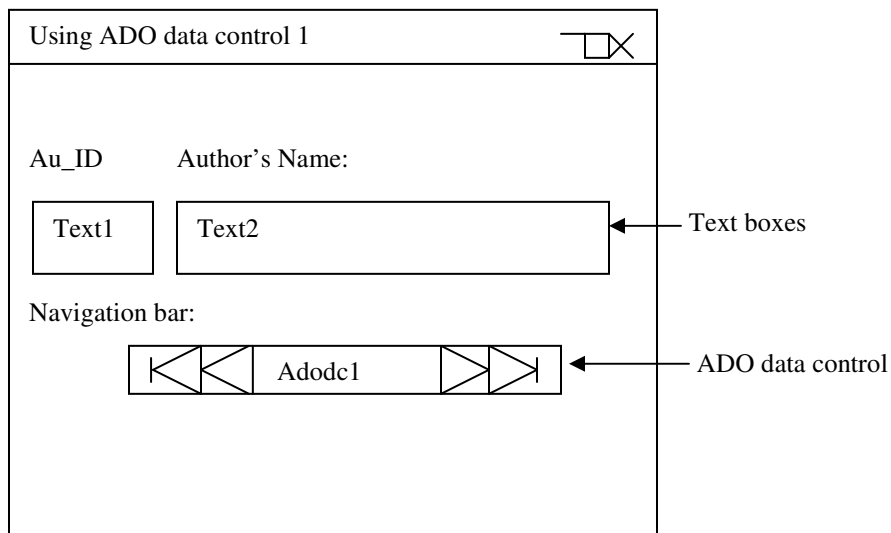 Using ADO data control 1
Au_ID Author’s Name:
Text1 Text2 Text boxes
Navigation bar:
Adodc1 ADO data control